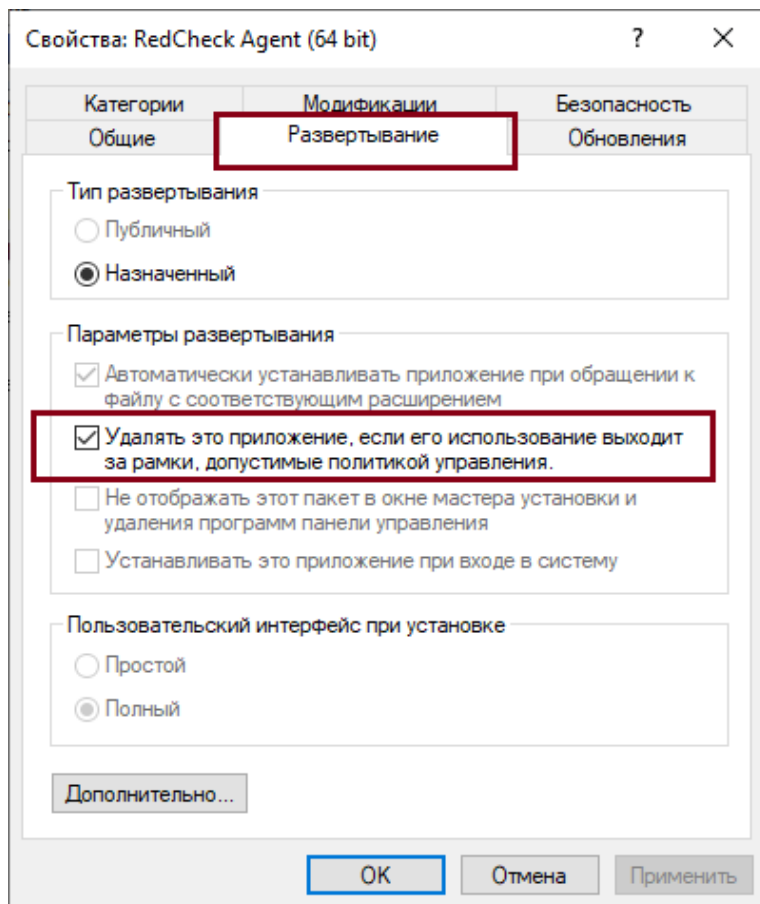 Свойства: RedCheck Agent (64 bit)
?
Категории
Модификации
Безопасность
Общие
Развертывание
Обновления
Тип развертывания
Публичный
Назначенный
Параметры развертывания
Автоматически устанавливать приложение при обращении к
файлу с соответствующим расширением
Удалять это приложение, если его использование выходит
за рамки, допустимые политикой управления.
Не отображать этот пакет в окне мастера установки и
удаления программ панели управления
Устанавливать это приложение при входе в систему
Пользовательский интерфейс при установке
Простой
Полный
Дополнительно...
ОК
Отмена
Применить